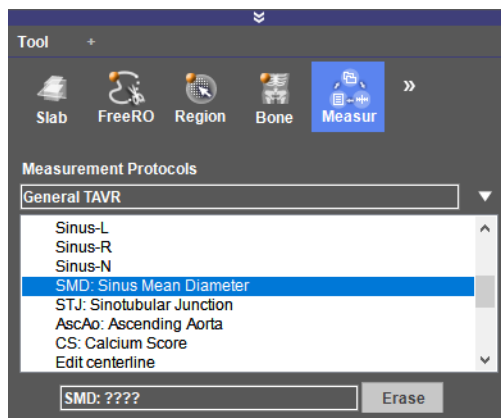 Tool +
Slab FreeRO Region Bone Measur »
Measurement Protocols
General TAVR
Sinus-L
Sinus-R
Sinus-N
SMD: Sinus Mean Diameter
STJ: Sinotubular Junction
AscAo: Ascending Aorta
CS: Calcium Score
Edit centerline
SMD: ???? Erase